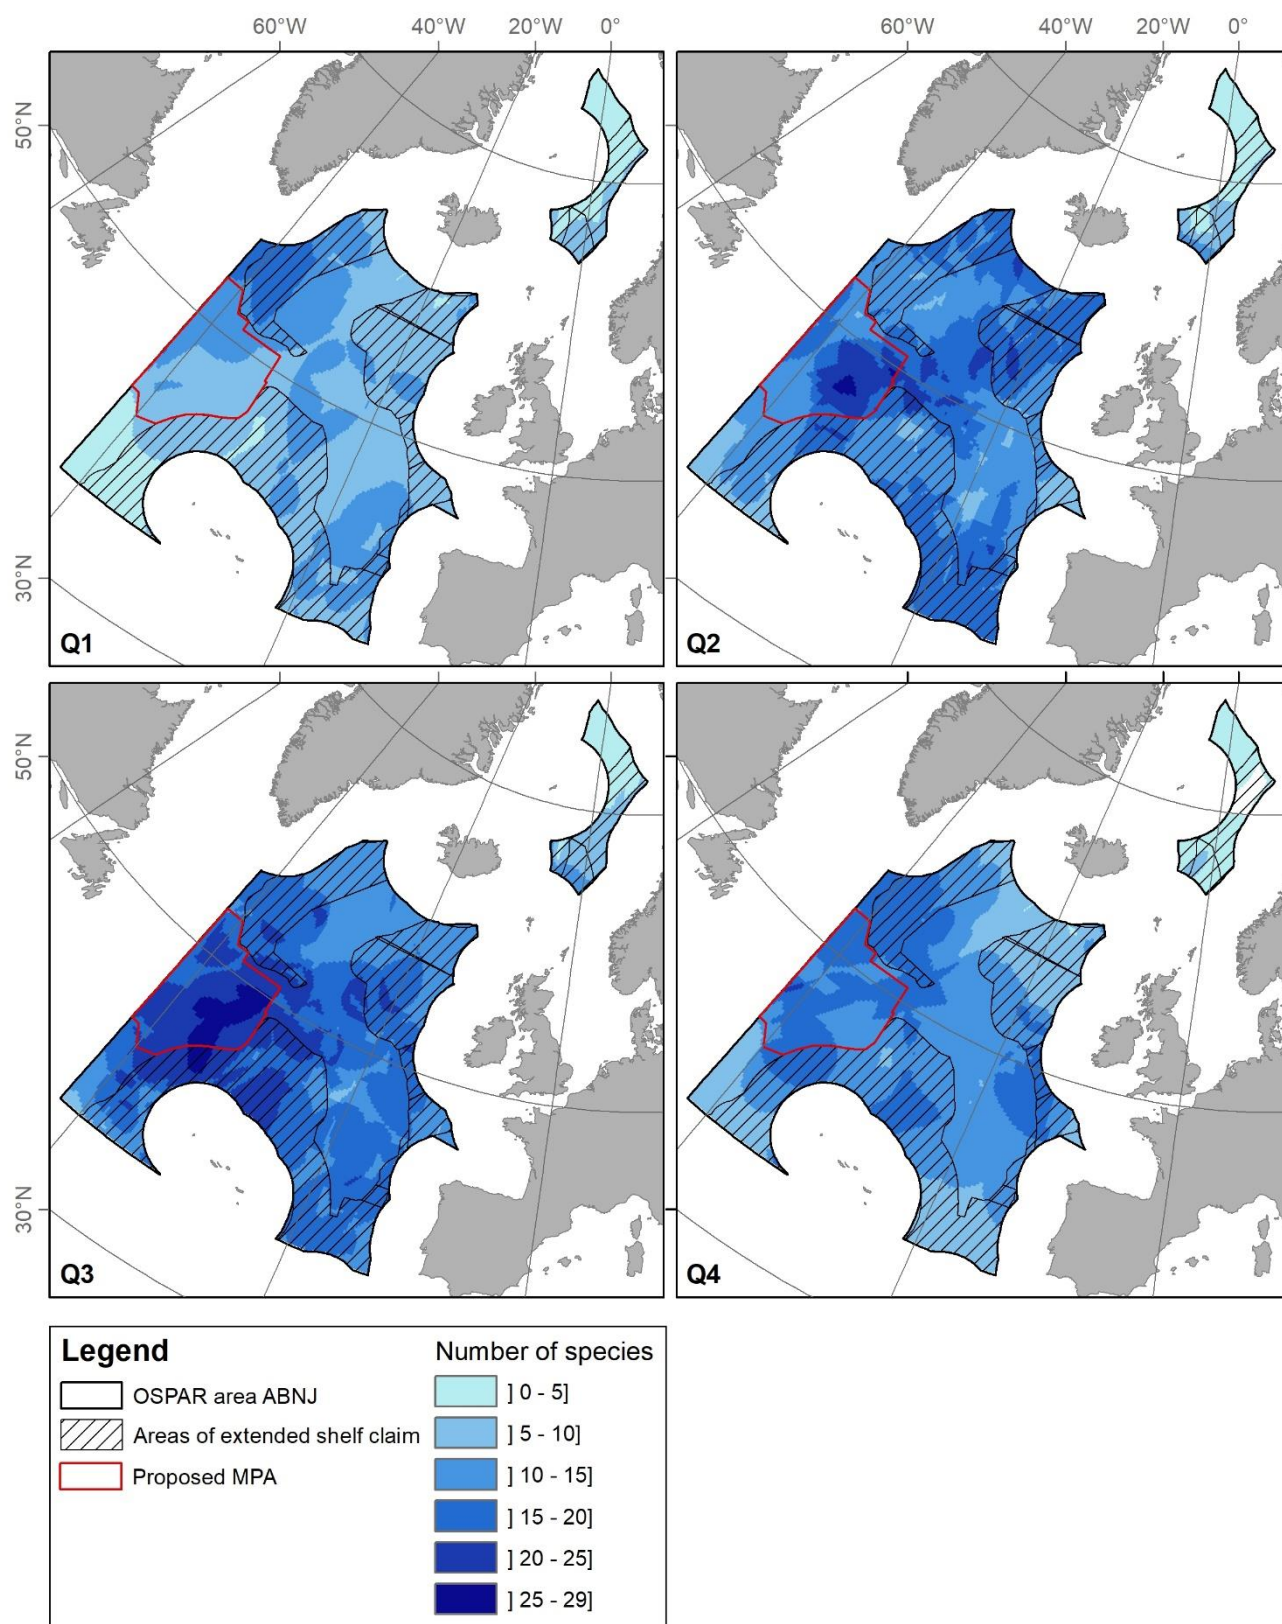 60°W 40°W 20°W 0° 60°W 40°W 20°W 0°
50°N
30°N
Q1 Q2
50°N
30°N
Q3 Q4
Legend
OSPAR area ABNJ
Areas of extended shelf claim
Proposed MPA
Number of species
] 0 - 5]
] 5 - 10]
] 10 - 15]
] 15 - 20]
] 20 - 25]
] 25 - 29]